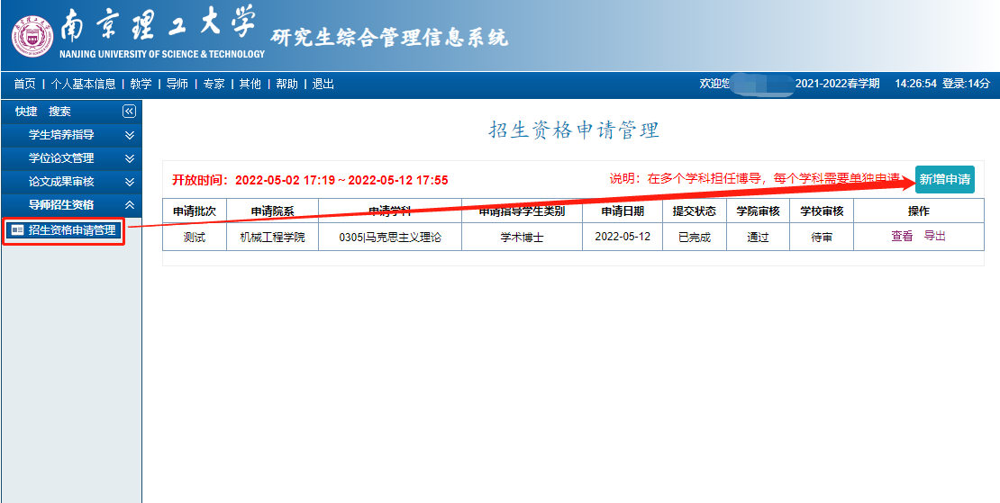 南京理工大学 研究生综合管理信息系统
NANJING UNIVERSITY OF SCIENCE & TECHNOLOGY
首页 | 个人基本信息 | 教学 | 导师 | 专家 | 其他 | 帮助 | 退出 欢迎您 2021-2022春学期 14:26:54 登录:14分
快捷 搜索
学生培养指导
学位论文管理
论文成果审核
导师招生资格
招生资格申请管理
招生资格申请管理
开放时间：2022-05-02 17:19～2022-05-12 17:55 说明：在多个学科担任博导，每个学科需要单独申请。 新增申请
申请批次 申请院系 申请学科 申请指导学生类别 申请日期 提交状态 学院审核 学校审核 操作
测试 机械工程学院 0305|马克思主义理论 学术博士 2022-05-12 已完成 通过 待审 查看 导出